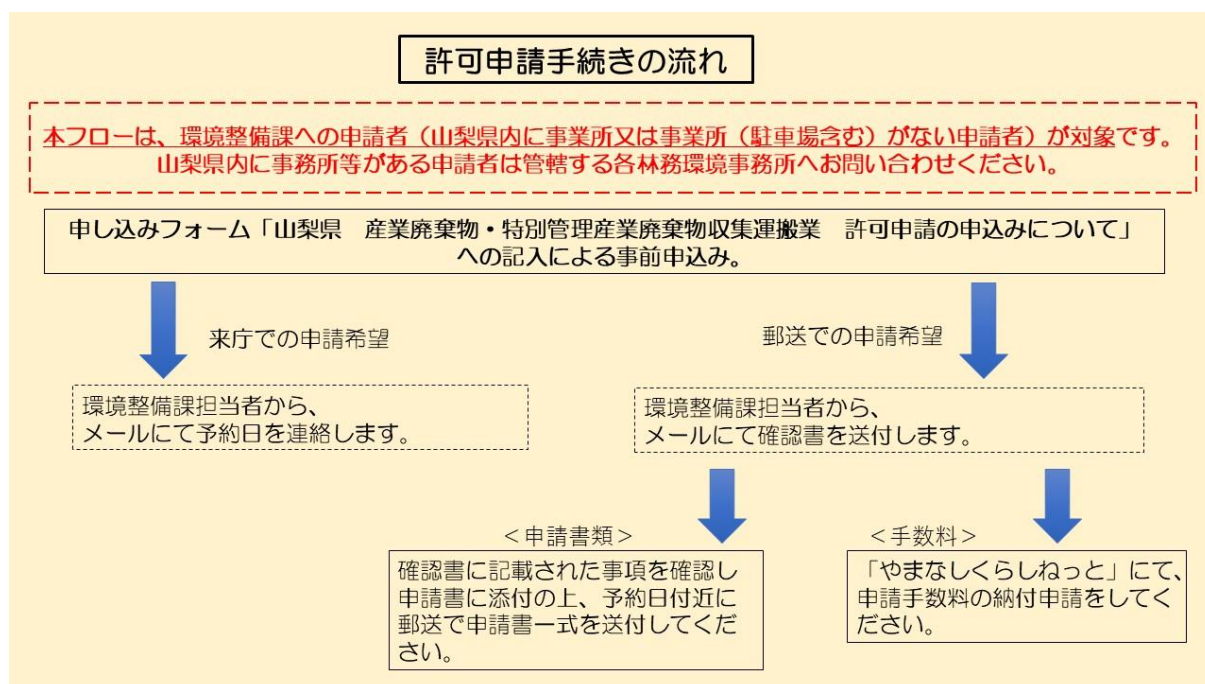 許可申請手続きの流れ
本フローは、環境整備課への申請者（山梨県内に事業所又は事業所（駐車場含む）がない申請者）が対象です。
山梨県内に事務所等がある申請者は管轄する各林務環境事務所へお問い合わせください。
申し込みフォーム「山梨県　産業廃棄物・特別管理産業廃棄物収集運搬業　許可申請の申込みについて」
への記入による事前申込み。
来庁での申請希望
郵送での申請希望
環境整備課担当者から、
メールにて予約日を連絡します。
環境整備課担当者から、
メールにて確認書を送付します。
＜申請書類＞
確認書に記載された事項を確認し
申請書に添付の上、予約日付近に
郵送で申請書一式を送付してくだ
さい。
＜手数料＞
「やまなしくらしねっと」にて、
申請手数料の納付申請をしてく
ださい。